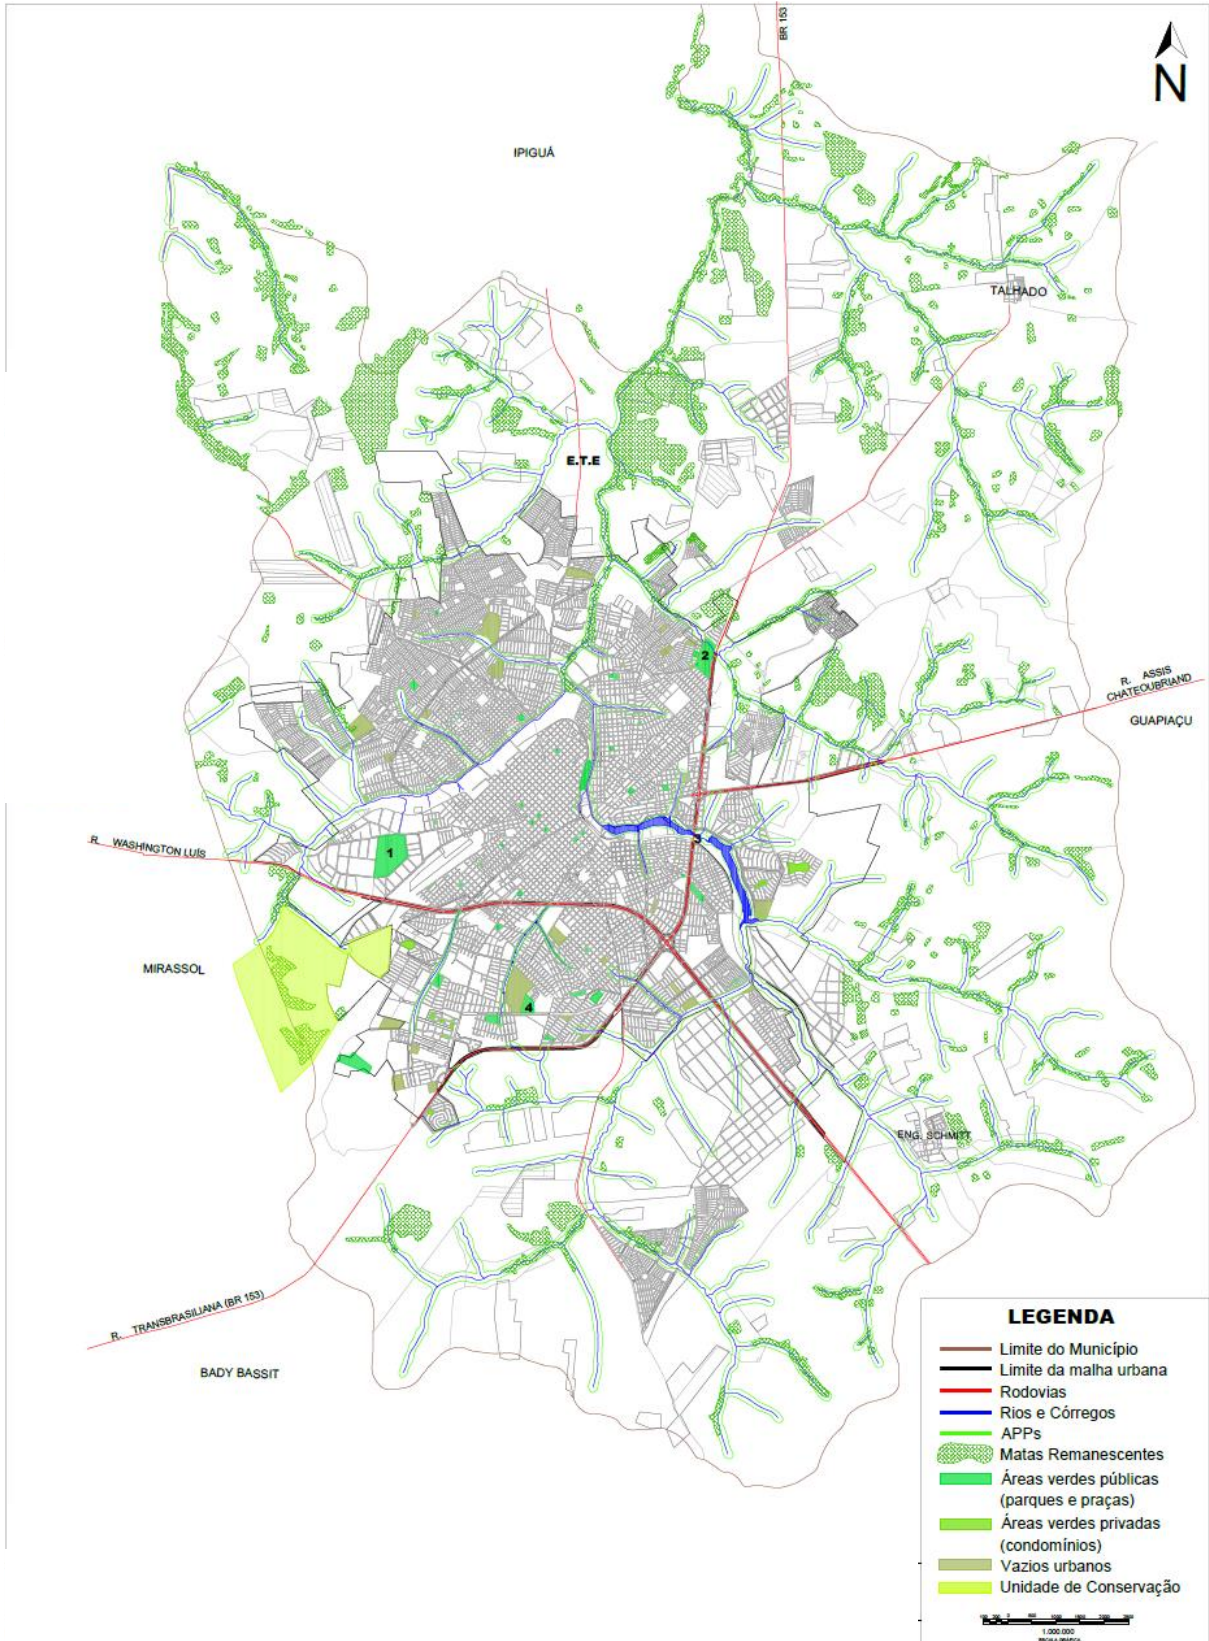 BR 153
N
IPIGUÁ
TALHADO
E.T.E
2
R. ASSIS
CHATEOUBRIAND
GUAPIAÇU
R. WASHINGTON LUÍS
1
3
MIRASSOL
4
ENG. SCHMITT
R. TRANSBRASILIANA (BR 153)
BADY BASSIT
LEGENDA
Limite do Município
Limite da malha urbana
Rodovias
Rios e Córregos
APPs
Matas Remanescentes
Áreas verdes públicas
(parques e praças)
Áreas verdes privadas
(condomínios)
Vazios urbanos
Unidade de Conservação
1.000.000
ESCALA GRÁFICA